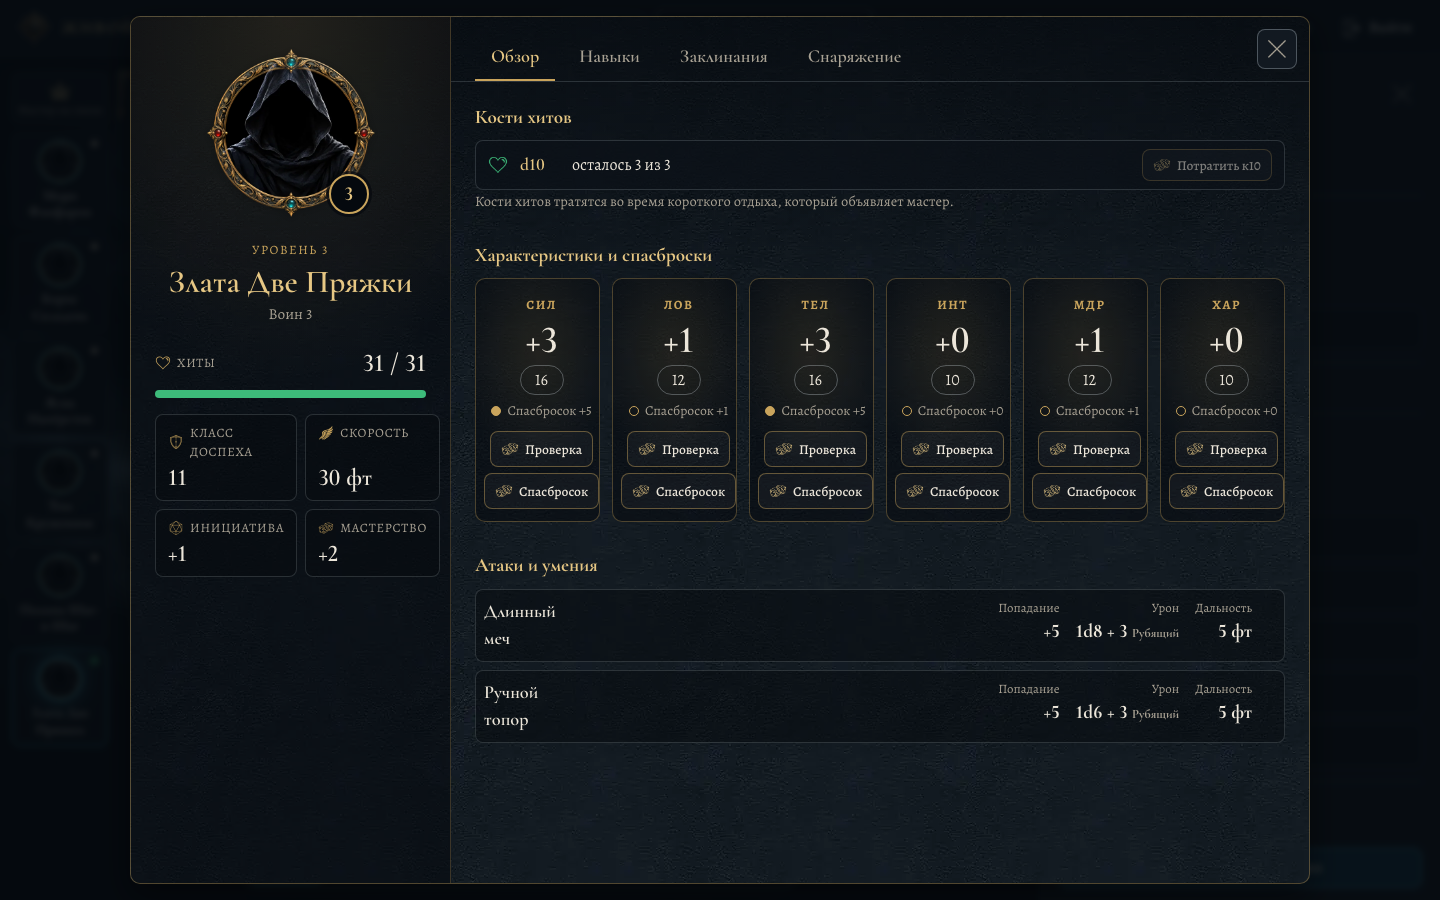 Обзор Навыки Заклинания Снаряжение
3
УРОВЕНЬ 3
Злата Две Пряжки
Воин 3
ХИТЫ 31 / 31
КЛАСС ДОСПЕХА
11
СКОРОСТЬ
30 фт
ИНИЦИАТИВА
+1
МАСТЕРСТВО
+2
Кости хитов
d10 осталось 3 из 3 Потратить к10
Кости хитов тратятся во время короткого отдыха, который объявляет мастер.
Характеристики и спасброски
СИЛ ЛОВ ТЕЛ ИНТ МДР ХАР
+3 +1 +3 +0 +1 +0
16 12 16 10 12 10
Спасбросок +5 Спасбросок +1 Спасбросок +5 Спасбросок +0 Спасбросок +1 Спасбросок +0
Проверка Проверка Проверка Проверка Проверка Проверка
Спасбросок Спасбросок Спасбросок Спасбросок Спасбросок Спасбросок
Атаки и умения
Длинный
меч
Попадание Урон Дальность
+5 1d8 + 3 Рубящий 5 фт
Ручной
топор
Попадание Урон Дальность
+5 1d6 + 3 Рубящий 5 фт